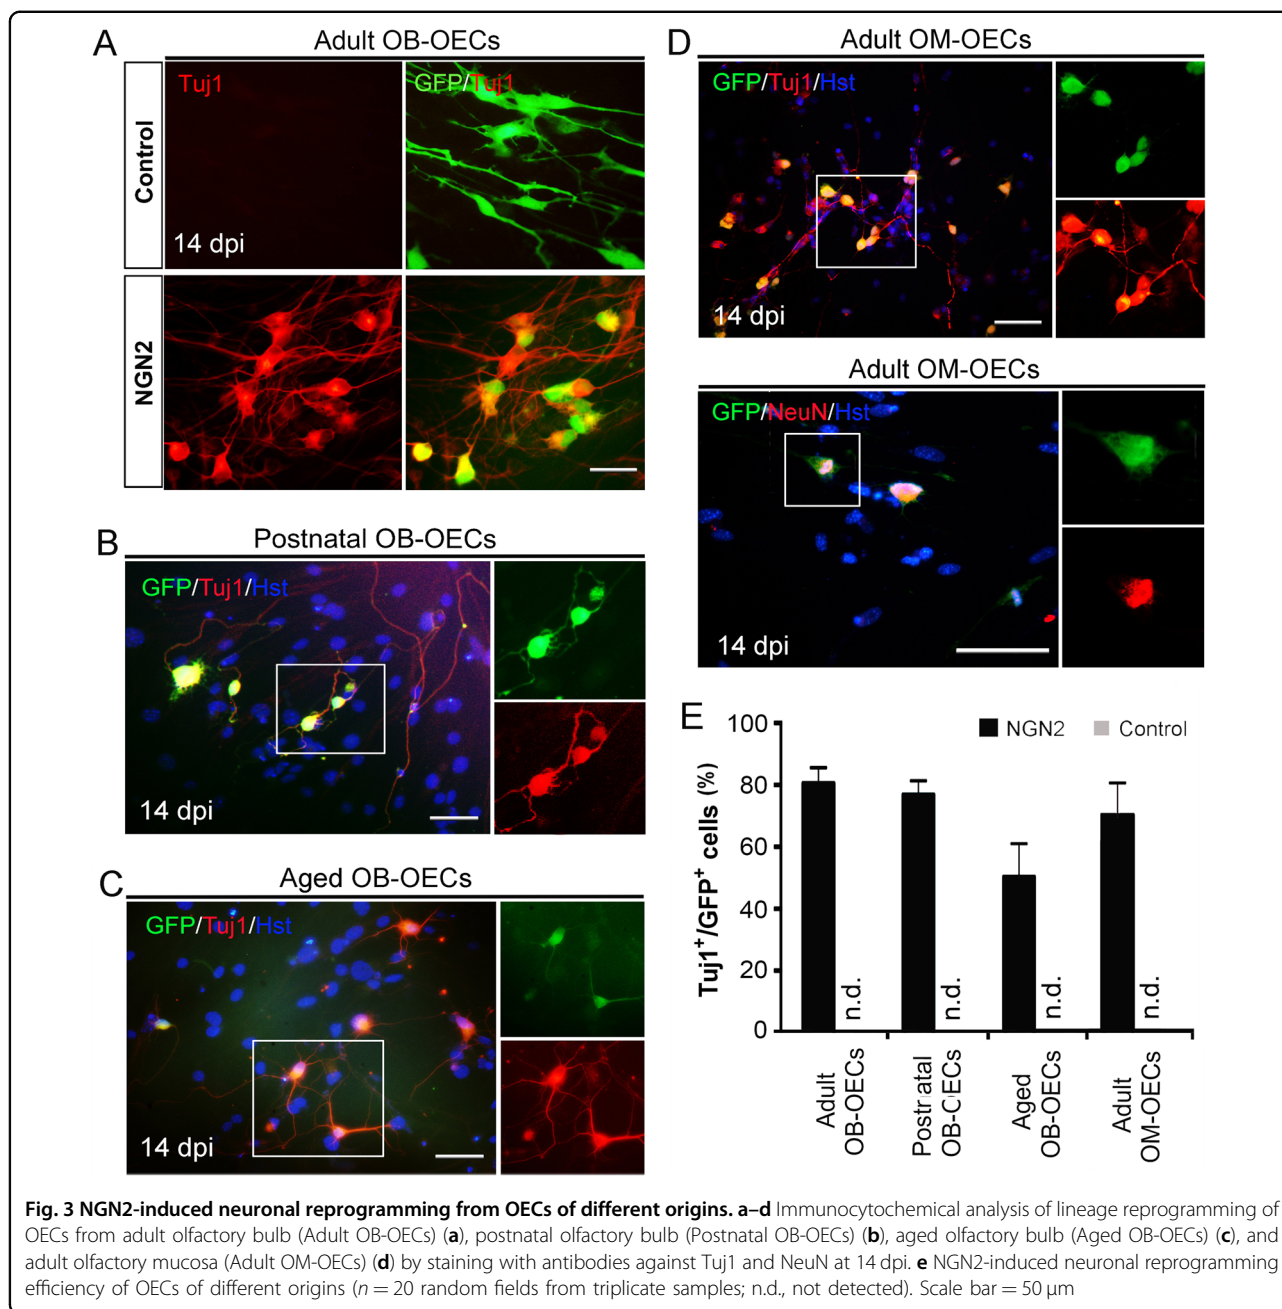 A
Adult OB-OECs
Control
Tuj1
GFP/Tuj1
14 dpi
NGN2
B
Postnatal OB-OECs
GFP/Tuj1/Hst
14 dpi
C
Aged OB-OECs
GFP/Tuj1/Hst
14 dpi
D
Adult OM-OECs
GFP/Tuj1/Hst
14 dpi
Adult OM-OECs
GFP/NeuN/Hst
14 dpi
E
NGN2
Control
Tuj1⁺/GFP⁺ cells (%)
100
80
60
40
20
0
n.d.
n.d.
n.d.
n.d.
Adult
OB-OECs
Postnatal
OB-OECs
Aged
OB-OECs
Adult
OM-OECs
Fig. 3 NGN2-induced neuronal reprogramming from OECs of different origins. a–d Immunocytochemical analysis of lineage reprogramming of
OECs from adult olfactory bulb (Adult OB-OECs) (a), postnatal olfactory bulb (Postnatal OB-OECs) (b), aged olfactory bulb (Aged OB-OECs) (c), and
adult olfactory mucosa (Adult OM-OECs) (d) by staining with antibodies against Tuj1 and NeuN at 14 dpi. e NGN2-induced neuronal reprogramming
efficiency of OECs of different origins (n = 20 random fields from triplicate samples; n.d., not detected). Scale bar = 50 μm